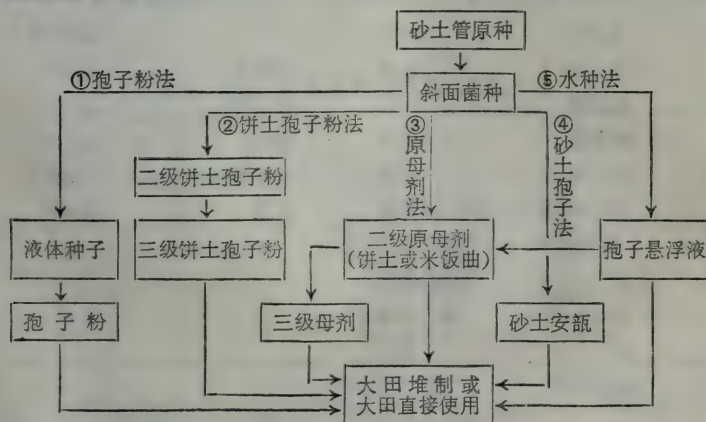 砂土管原种
①孢子粉法
斜面菌种
⑤水种法
②饼土孢子粉法
③原母剂法
④砂土孢子法
二级饼土孢子粉
液体种子
三级饼土孢子粉
二级原母剂
(饼土或米饭曲)
孢子悬浮液
孢子粉
三级母剂
砂土安瓿
大田堆制或
大田直接使用